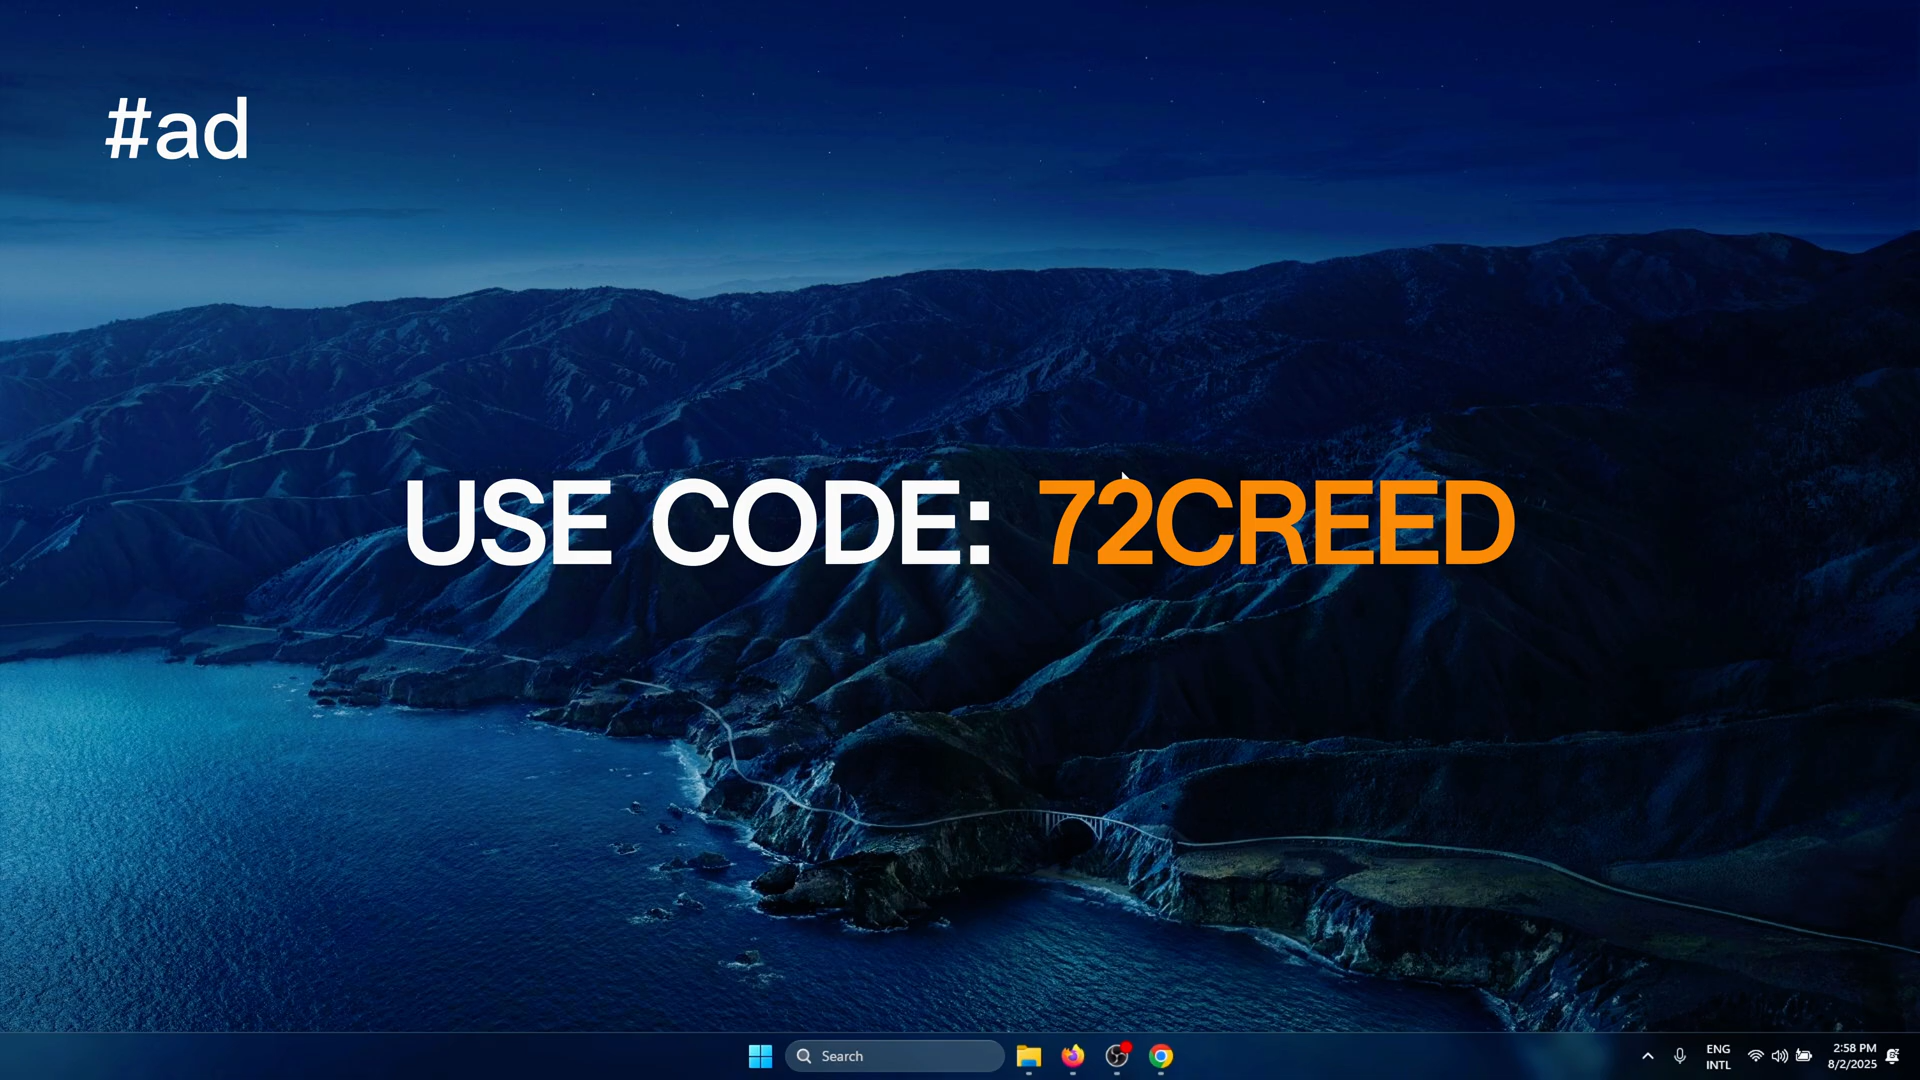 #ad
USE CODE: 72CREED
Search
ENG
INTL
2:58 PM
8/2/2025